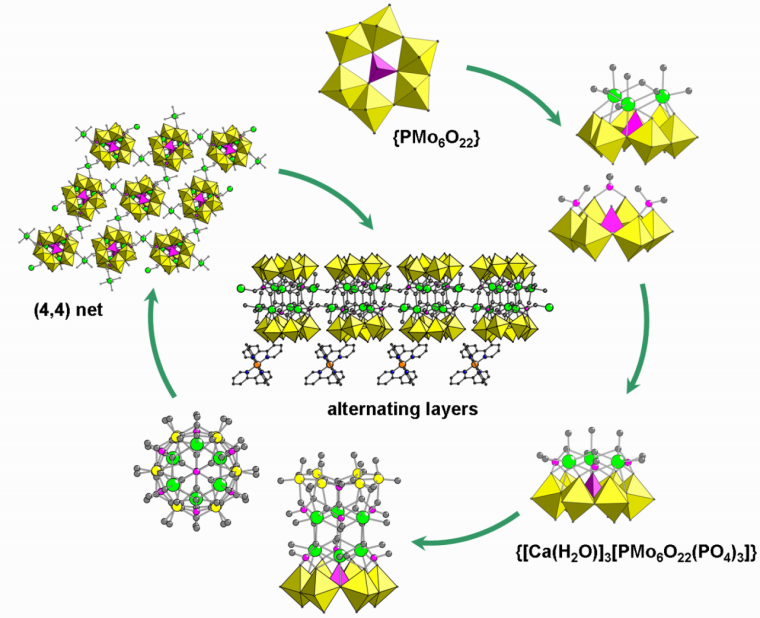 {PMo₆O₂₂}
(4,4) net
alternating layers
{[Ca(H₂O)]₃[PMo₆O₂₂(PO₄)₃]}